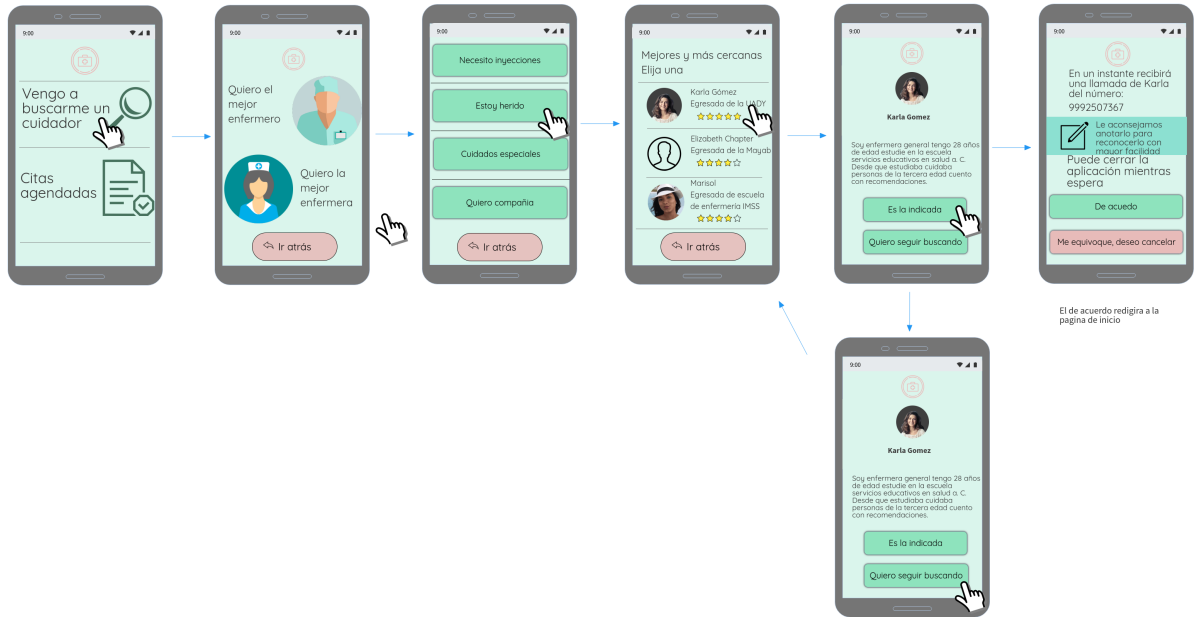 9:00
Vengo a
buscarme un
cuidador
Citas
agendadas
9:00
Quiero el
mejor
enfermero
Quiero la
mejor
enfermera
Ir atrás
9:00
Necesito inyecciones
Estoy herido
Cuidados especiales
Quiero compañia
Ir atrás
9:00
Mejores y más cercanas
Elija una
Karla Gómez
Egresada de la UADY
Elizabeth Chapter
Egresada de la Mayab
Marisol
Egresada de escuela
de enfermería IMSS
Ir atrás
9:00
Karla Gomez
Soy enfermera general tengo 28 años
de edad estudie en la escuela
servicios educativos en salud a. C.
Desde que estudiaba cuidaba
personas de la tercera edad cuento
con recomendaciones.
Es la indicada
Quiero seguir buscando
9:00
En un instante recibirá
una llamada de Karla
del número:
9992507367
Le aconsejamos
anotarlo para
reconocerlo con
mayor facilidad
Puede cerrar la
aplicación mientras
espera
De acuedo
Me equivoque, deseo cancelar
El de acuerdo redigira a la
pagina de inicio
9:00
Karla Gomez
Soy enfermera general tengo 28 años
de edad estudie en la escuela
servicios educativos en salud a. C.
Desde que estudiaba cuidaba
personas de la tercera edad cuento
con recomendaciones.
Es la indicada
Quiero seguir buscando